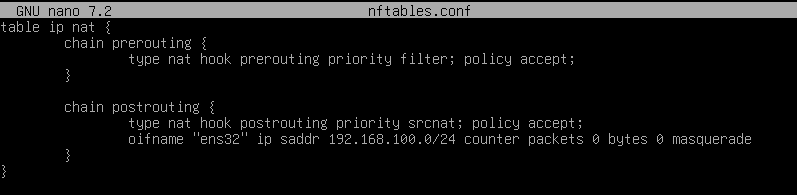 GNU nano 7.2 nftables.conf
table ip nat {
chain prerouting {
type nat hook prerouting priority filter; policy accept;
}
chain postrouting {
type nat hook postrouting priority srcnat; policy accept;
oifname "ens32" ip saddr 192.168.100.0/24 counter packets 0 bytes 0 masquerade
}
}